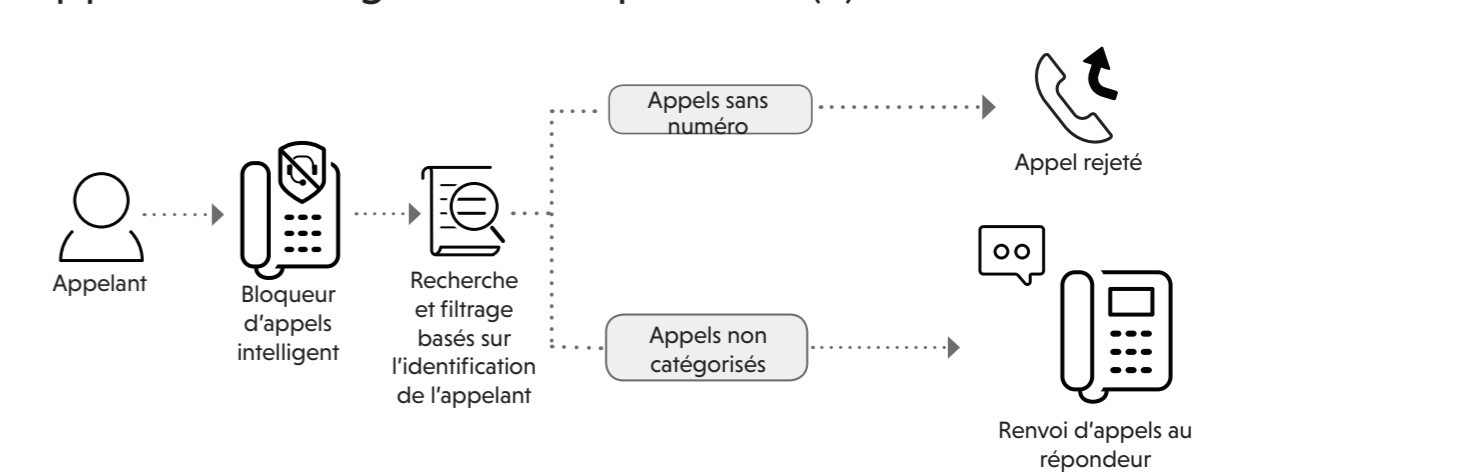 Appels sans
numéro
Appel rejeté
Appelant
Bloqueur
d’appels
intelligent
Recherche
et filtrage
basés sur
l’identification
de l’appelant
Appels non
catégorisés
Renvoi d’appels au
répondeur